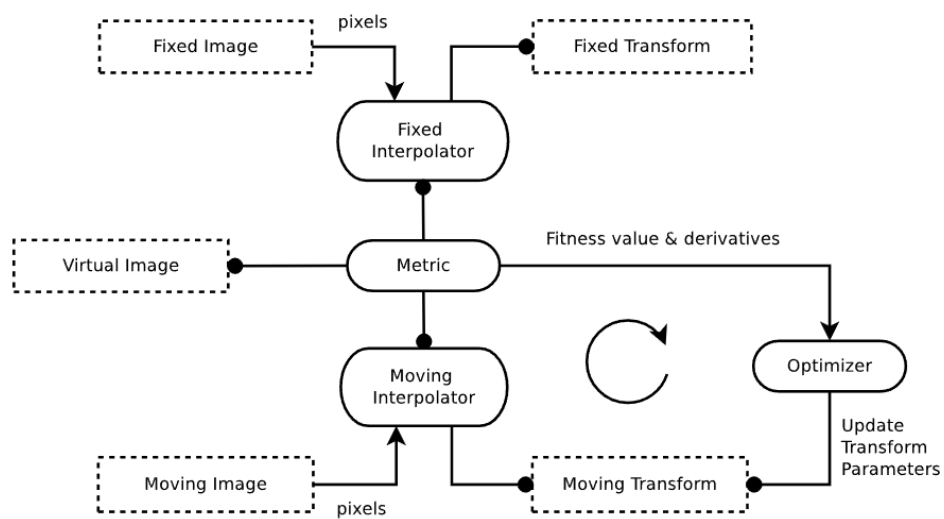 pixels
Fixed Image
Fixed Transform
Fixed
Interpolator
Fitness value & derivatives
Virtual Image
Metric
Optimizer
Moving
Interpolator
Update
Transform
Parameters
Moving Image
Moving Transform
pixels